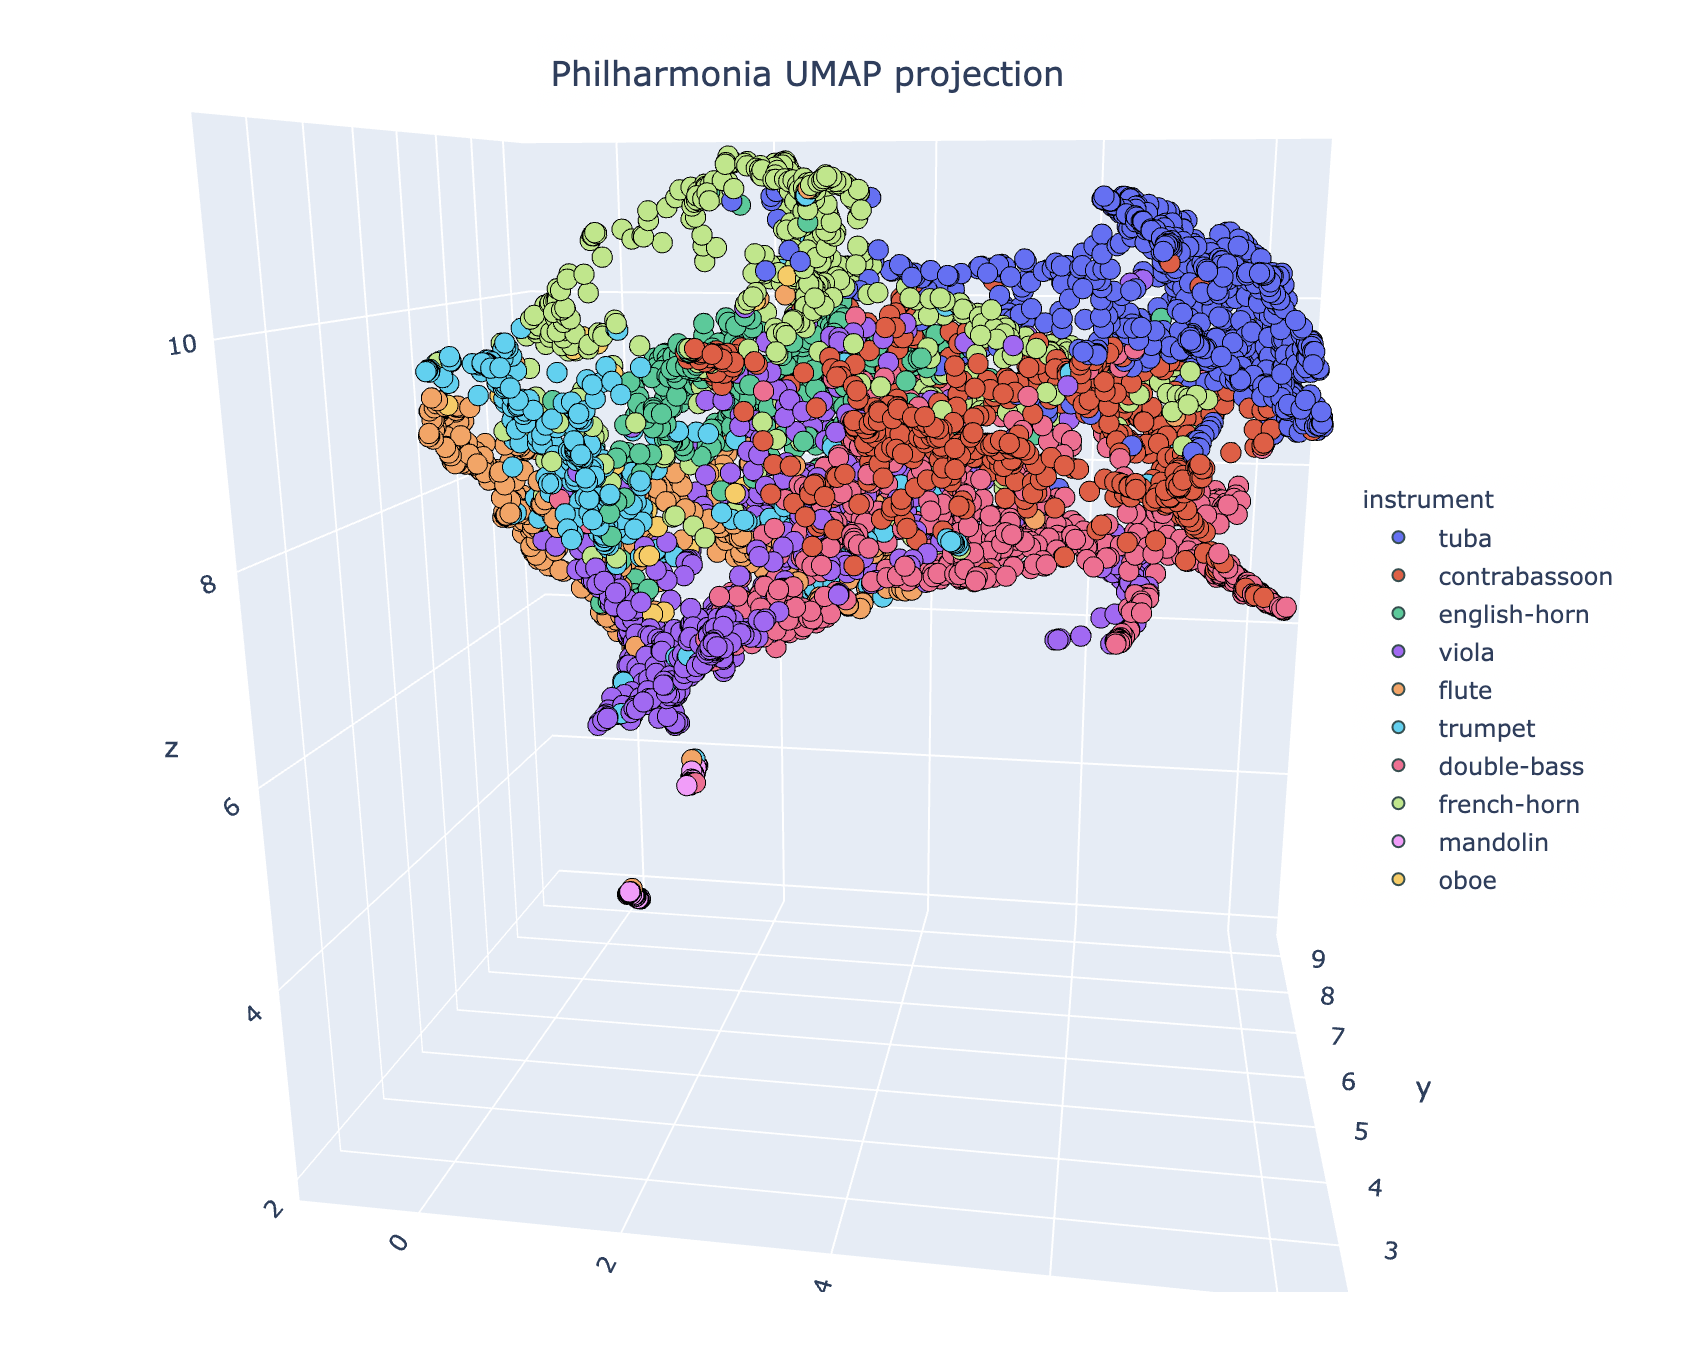 Philharmonia UMAP projection
10
8
6
4
2
z
0
2
4
9
8
7
6
5
4
3
y
instrument
tuba
contrabassoon
english-horn
viola
flute
trumpet
double-bass
french-horn
mandolin
oboe